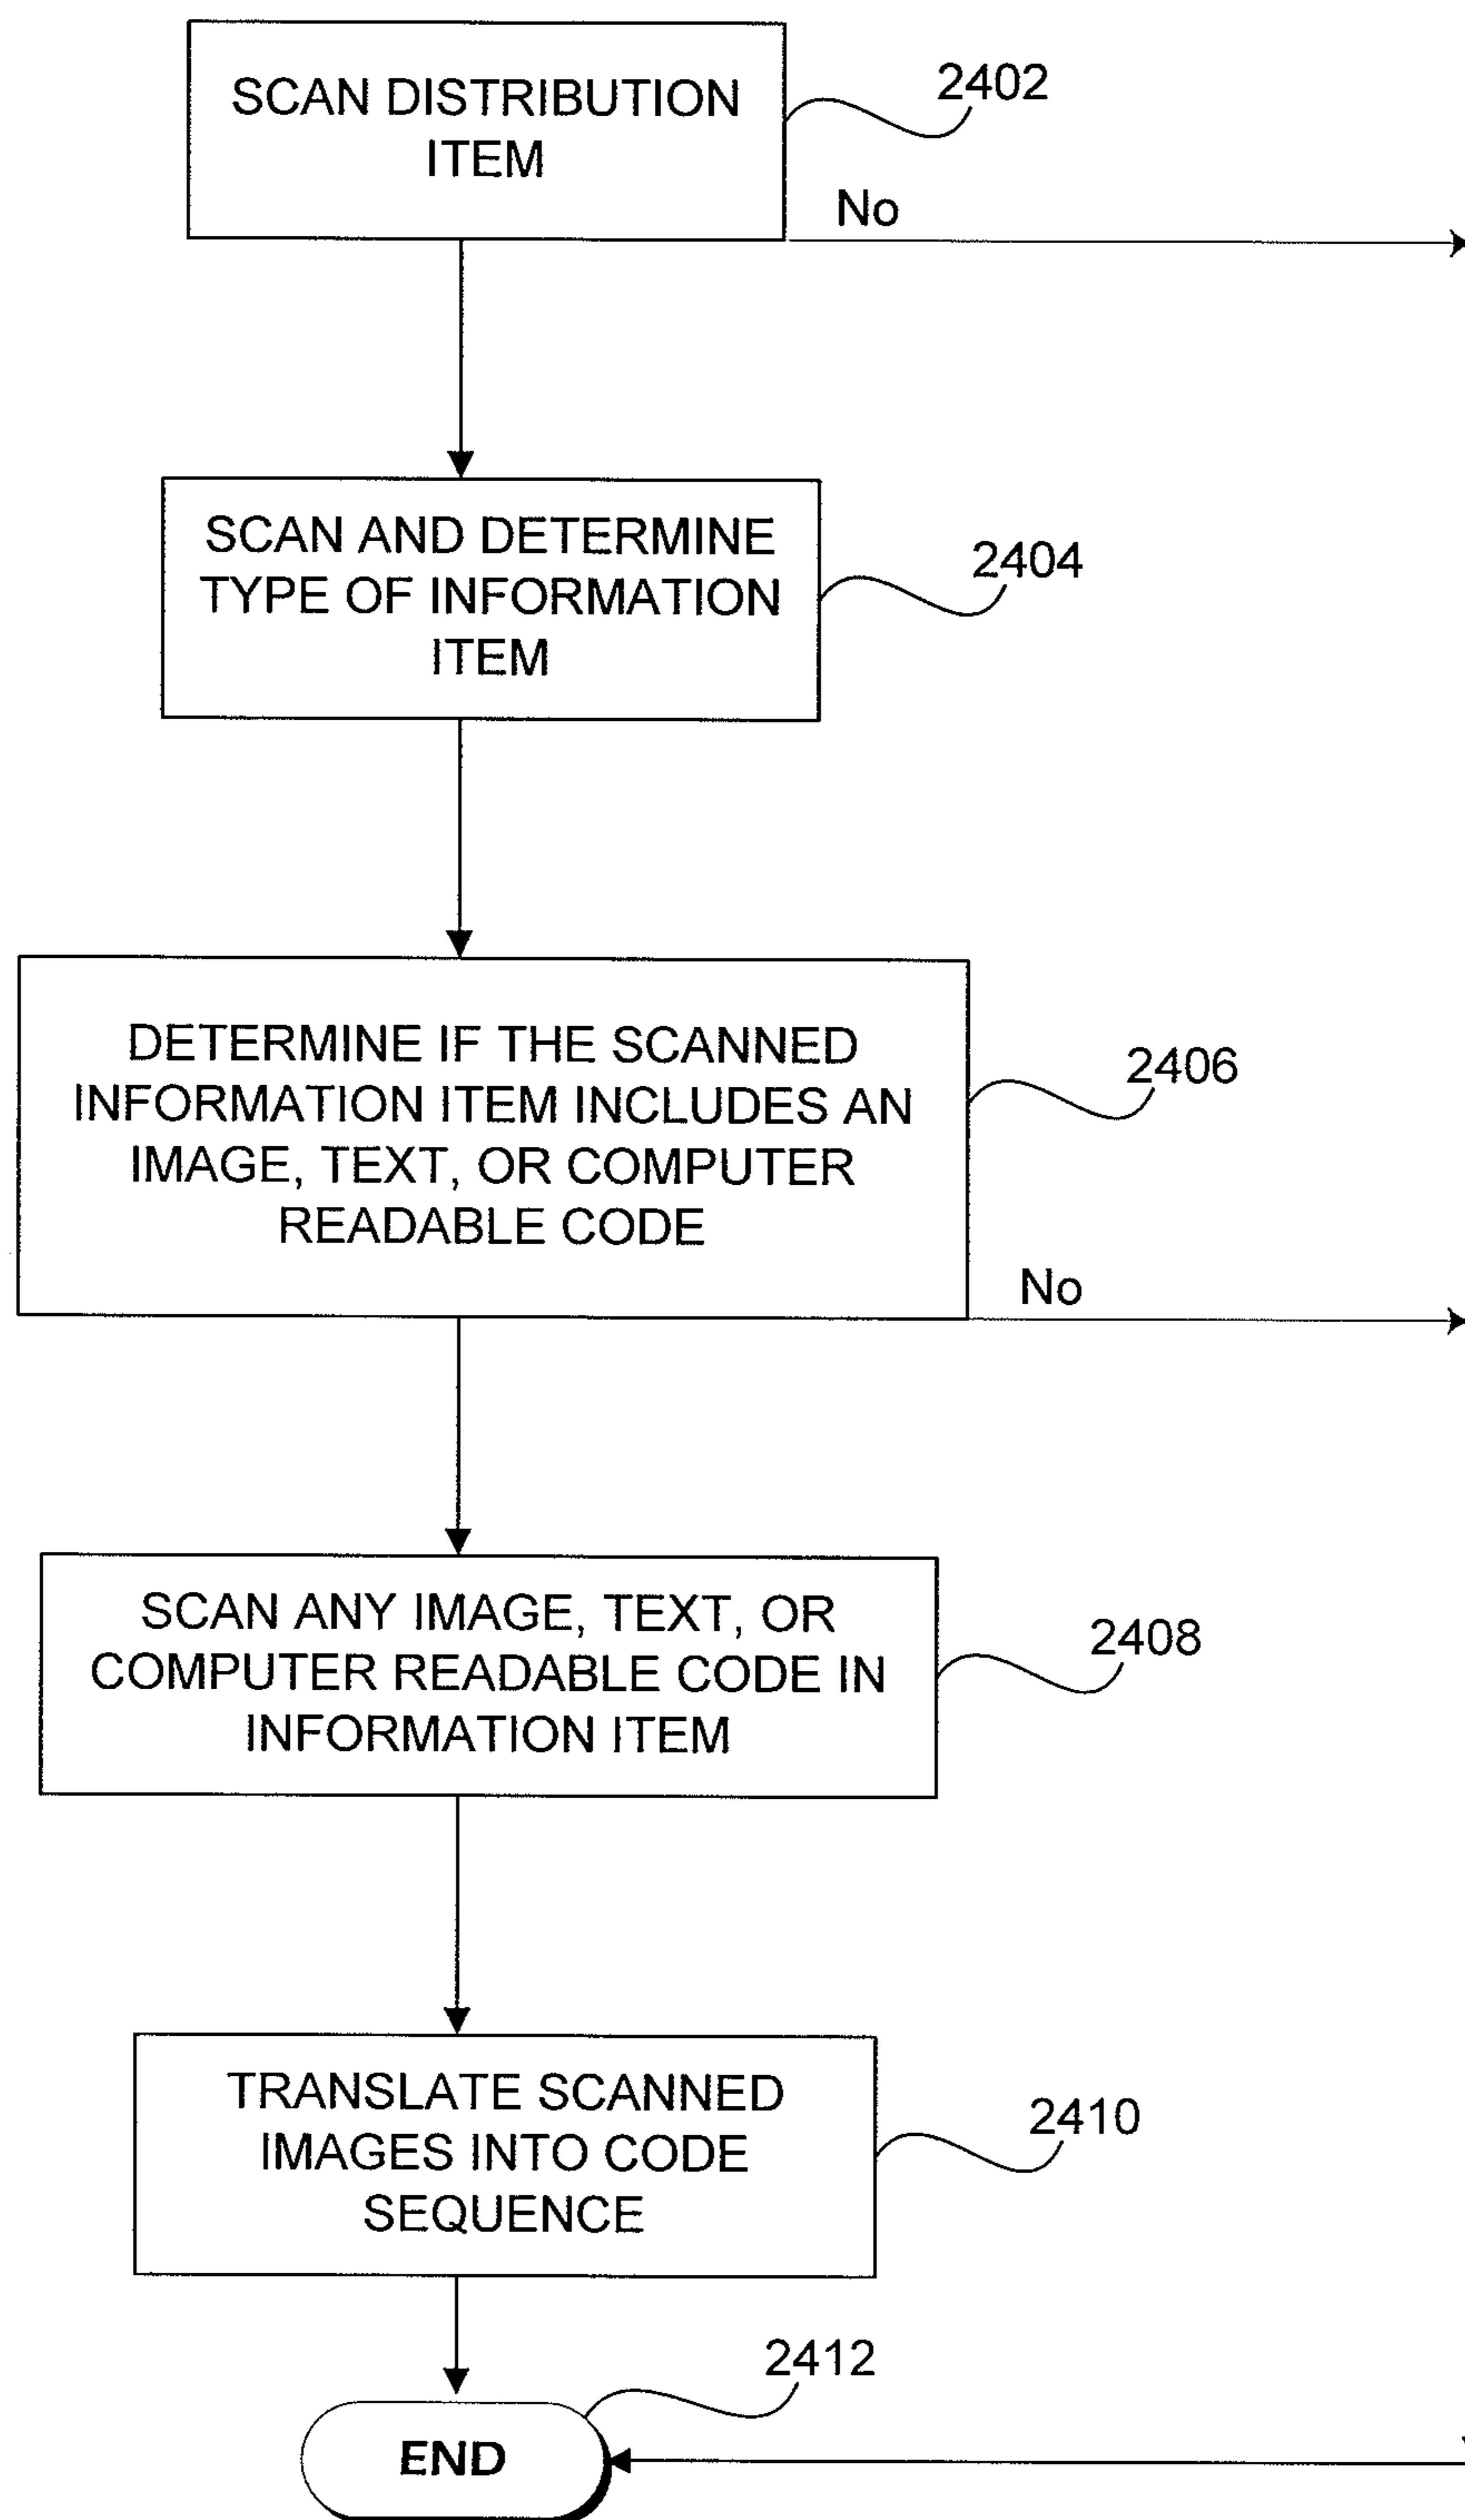 SCAN DISTRIBUTION
ITEM
2402
No
SCAN AND DETERMINE
TYPE OF INFORMATION
ITEM
2404
DETERMINE IF THE SCANNED
INFORMATION ITEM INCLUDES AN
IMAGE, TEXT, OR COMPUTER
READABLE CODE
2406
No
SCAN ANY IMAGE, TEXT, OR
COMPUTER READABLE CODE IN
INFORMATION ITEM
2408
TRANSLATE SCANNED
IMAGES INTO CODE
SEQUENCE
2410
2412
END